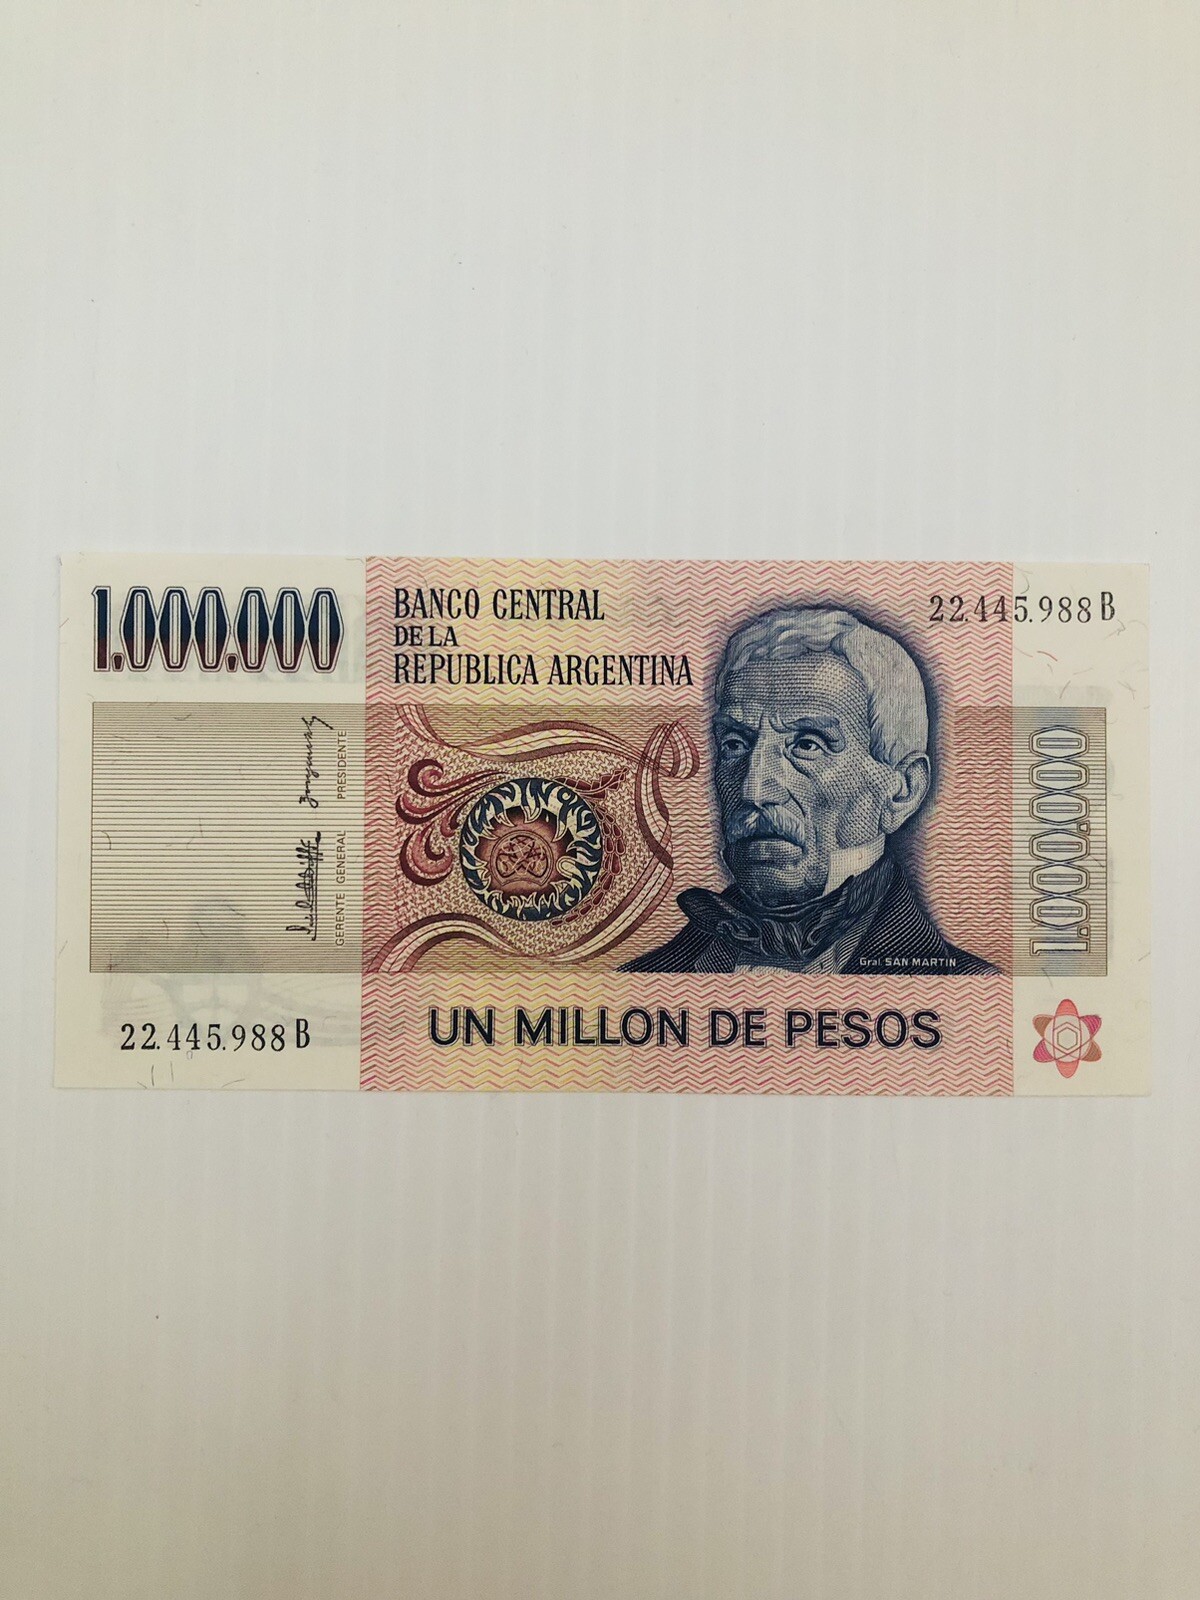 1.000.000
BANCO CENTRAL
DE LA
REPUBLICA ARGENTINA
22.445.988 B
PRESIDENTE
GERENTE GENERAL
1.000.000
Gral. SAN MARTIN
22.445.988 B
UN MILLON DE PESOS